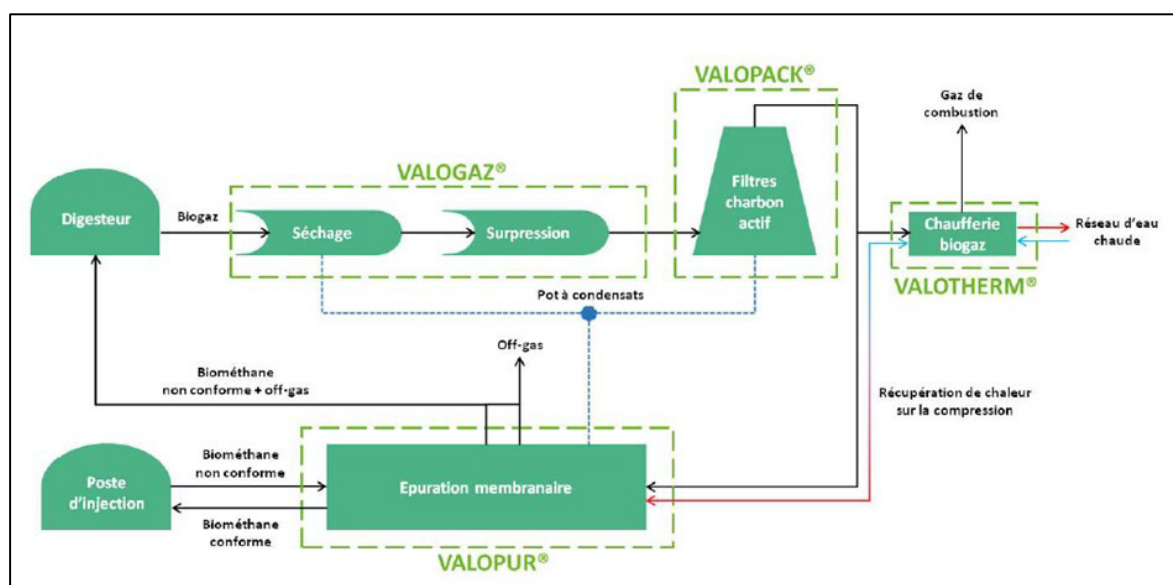 VALOPACK®
Gaz de
combustion
VALOGAZ®
Filtres
charbon
actif
Digesteur
Biogaz
Séchage
Surpression
Chaufferie
biogaz
Réseau d'eau
chaude
VALOTHERM®
Pot à condensats
Off-gas
Biométhane
non conforme + off-gas
Récupération de chaleur
sur la compression
Poste
d'injection
Biométhane
non conforme
Epuration membranaire
Biométhane
conforme
VALOPUR®